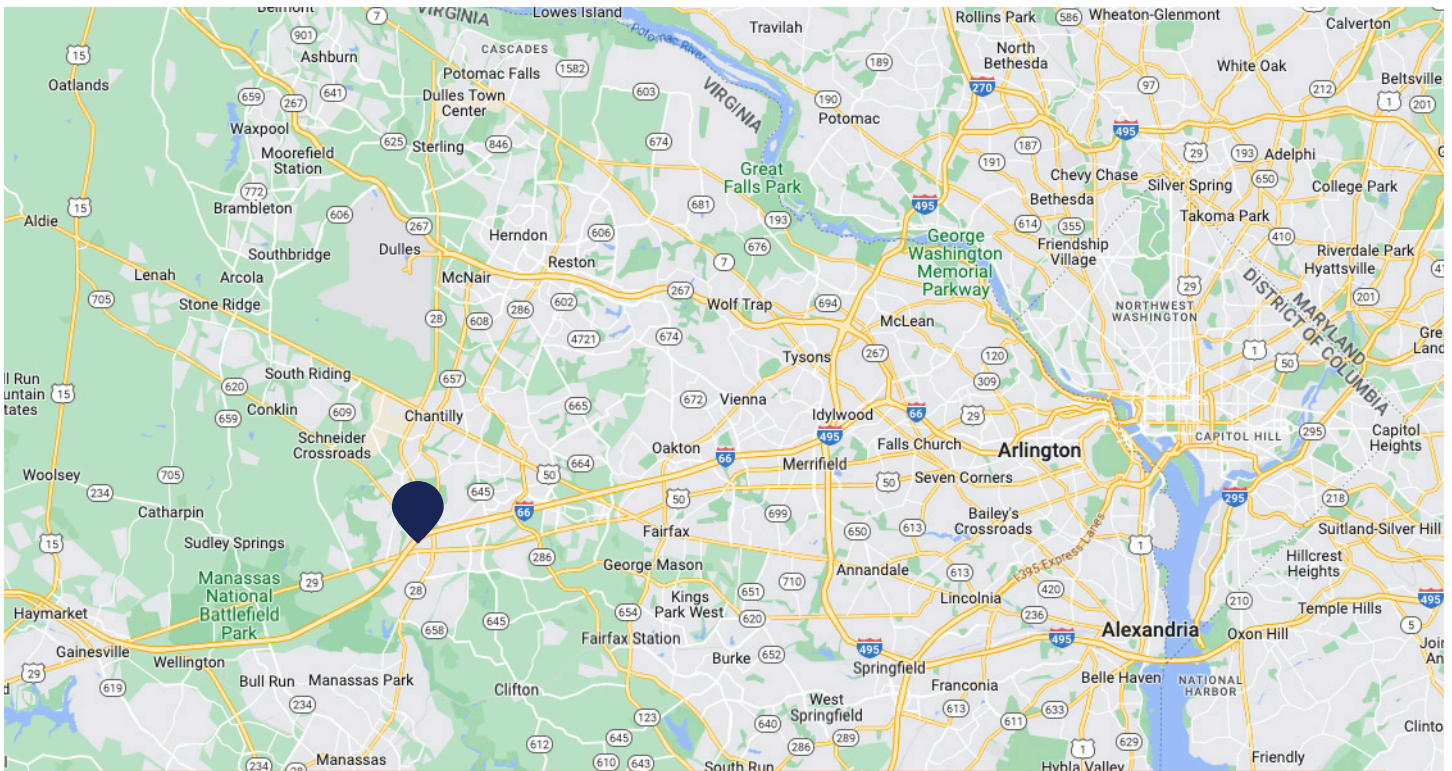 Belmont
7
VIRGINIA
Lowes Island
Travilah
Rollins Park
586
Wheaton-Glenmont
Calverton
15
901
Ashburn
CASCADES
Potomac River
North
Bethesda
White Oak
Oatlands
Potomac Falls
1582
189
270
97
Beltsville
659
267
641
Dulles Town
Center
603
VIRGINIA
190
Potomac
212
1
201
Waxpool
625
Sterling
846
674
495
187
29
193
Adelphi
Moorefield
Station
Great
Falls Park
191
Chevy Chase
Silver Spring
650
College Park
772
Brambleton
606
681
193
495
Bethesda
Takoma Park
15
Aldie
267
Herndon
606
676
614
355
410
Southbridge
Dulles
Reston
7
George
Washington
Memorial
Parkway
Friendship
Village
Riverdale Park
Hyattsville
Lenah
Arcola
McNair
267
29
201
705
Stone Ridge
286
602
Wolf Trap
694
NORTHWEST
WASHINGTON
MARYLAND
DISTRICT OF COLUMBIA
28
608
4721
674
McLean
1
50
Tysons
267
120
South Riding
657
309
15
620
665
672
Vienna
Idylwood
66
29
659
Conklin
609
Chantilly
495
Falls Church
295
Capitol
Heights
Schneider
Crossroads
Oakton
66
Merrifield
Arlington
CAPITOL HILL
Woolsey
705
664
50
Seven Corners
234
645
50
50
295
218
Catharpin
66
699
Bailey's
Crossroads
Suitland-Silver Hill
15
Sudley Springs
Fairfax
650
613
1
286
George Mason
Annandale
E395 Express Lanes
Hillcrest
Heights
Manassas
National
Battlefield
Park
29
28
710
613
420
495
Haymarket
654
Kings
Park West
651
Lincolnia
210
Temple Hills
645
620
236
5
658
Fairfax Station
Alexandria
Oxon Hill
Gainesville
Wellington
Burke
652
495
495
29
Springfield
619
Bull Run
Manassas Park
Clifton
Franconia
Belle Haven
NATIONAL
HARBOR
234
West
Springfield
613
633
123
640
611
612
645
286
289
1
629
Manassas
610
643
Friendly
234
28
South Run
Hybla Valley